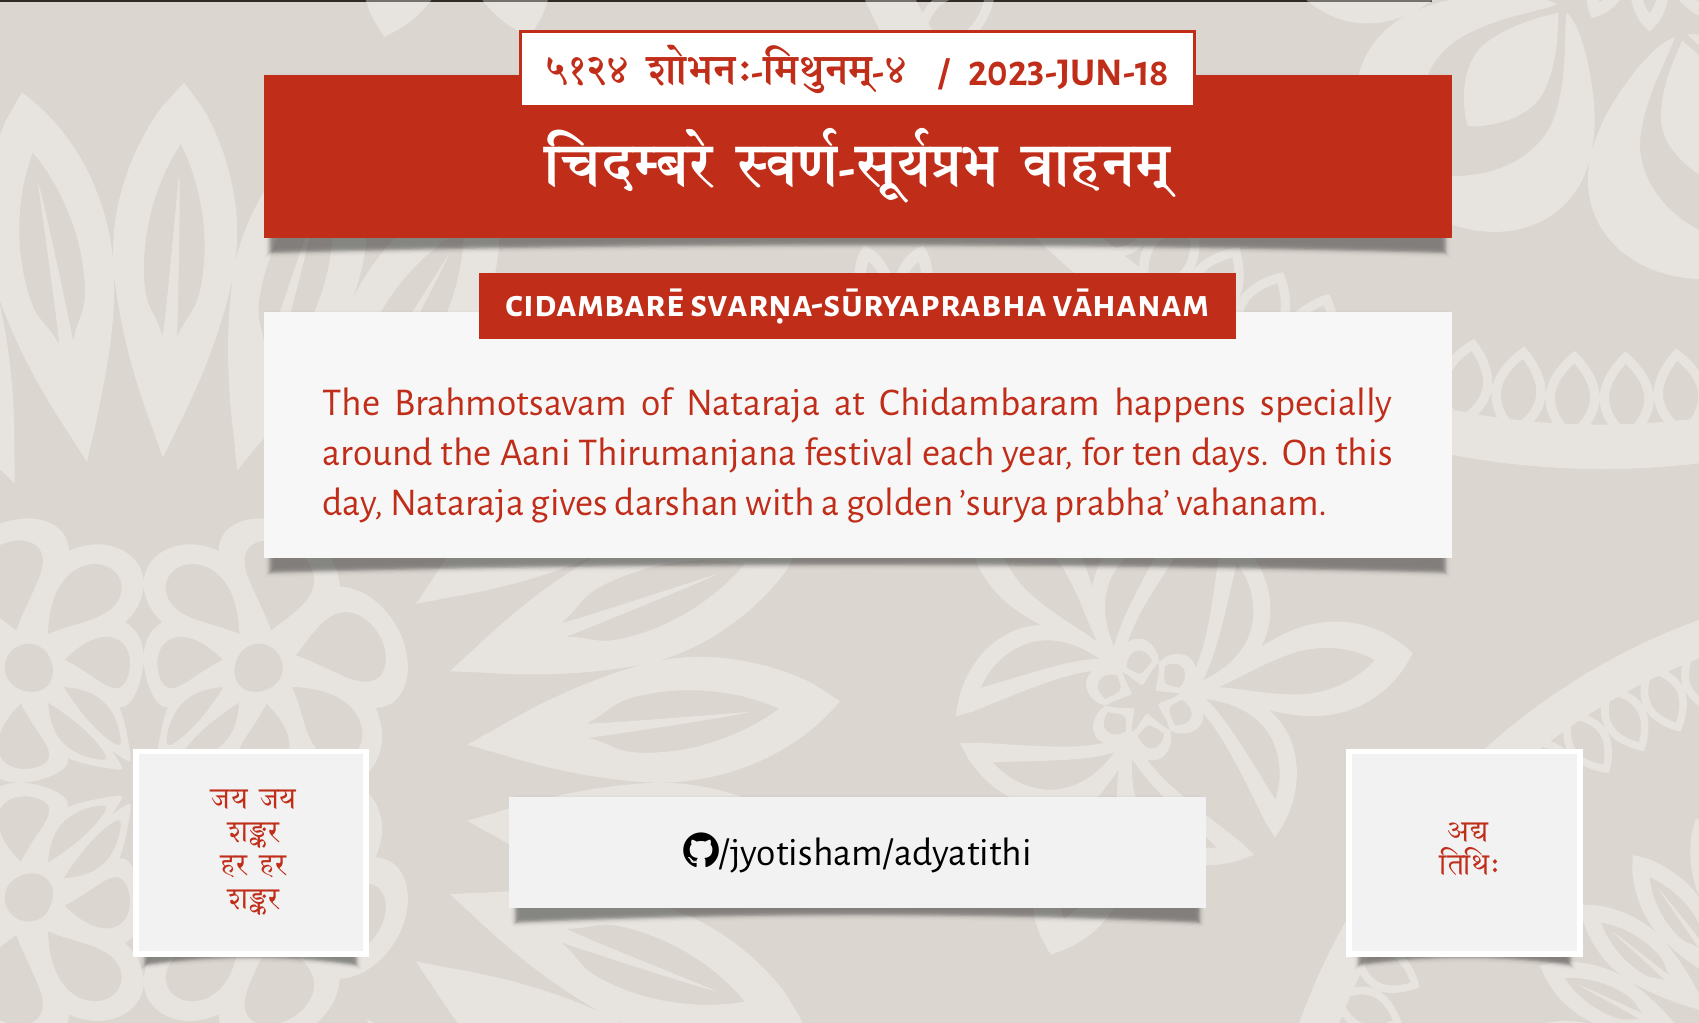 ५१२४ शोभनः-मिथुनम्-४ / 2023-JUN-18
चिदम्बरे स्वर्ण-सूर्यप्रभ वाहनम्
CIDAMBARĒ SVARṆA-SŪRYAPRABHA VĀHANAM
The Brahmotsavam of Nataraja at Chidambaram happens specially
around the Aani Thirumanjana festival each year, for ten days. On this
day, Nataraja gives darshan with a golden ’surya prabha’ vahanam.
जय जय
शङ्कर
हर हर
शङ्कर
/jyotisham/adyatithi
अद्य
तिथिः